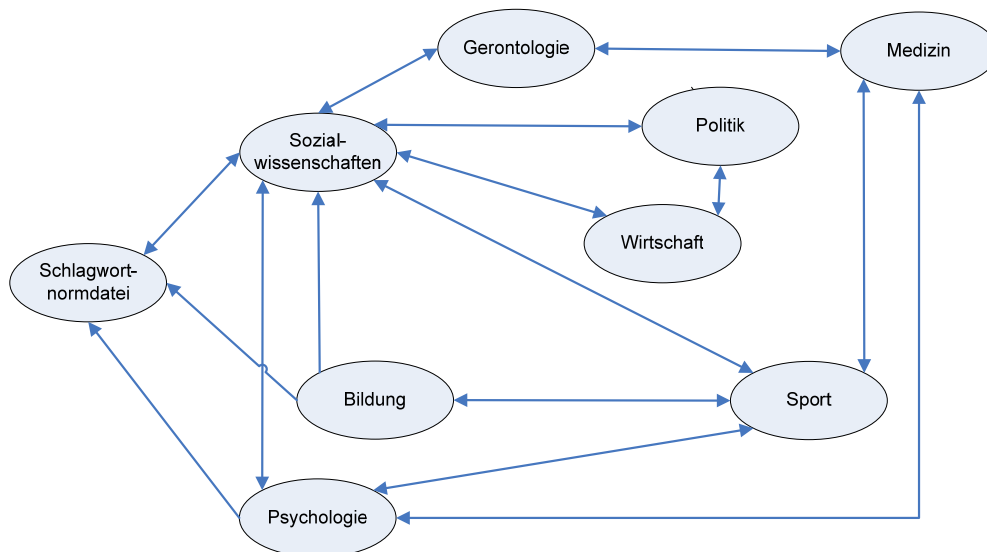 Gerontologie
Medizin
Politik
Sozial-
wissenschaften
Wirtschaft
Schlagwort-
normdatei
Bildung
Sport
Psychologie